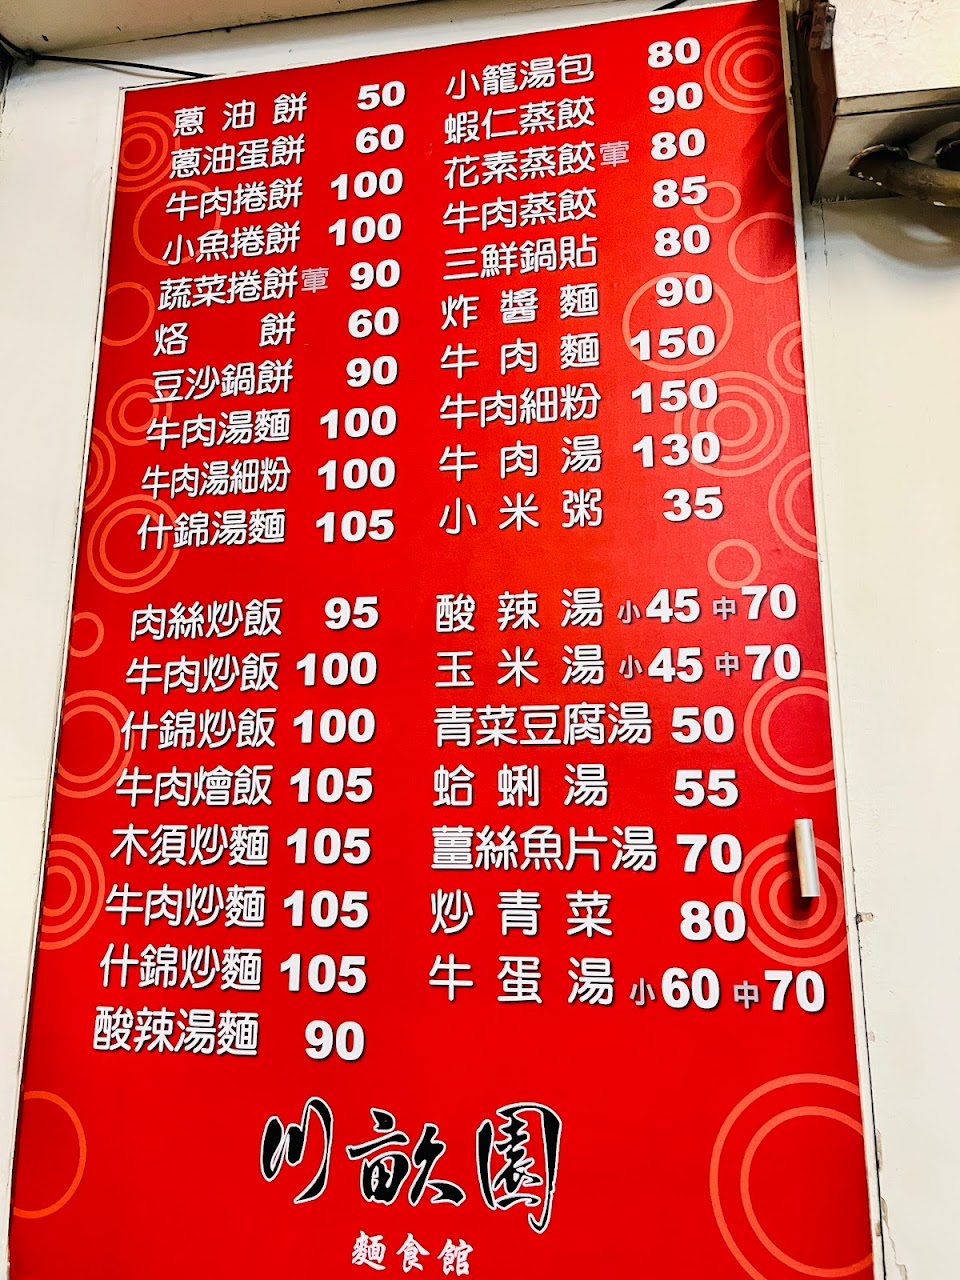 蔥油餅 50
蔥油蛋餅 60
牛肉捲餅 100
小魚捲餅 100
蔬菜捲餅葷 90
烙餅 60
豆沙鍋餅 90
牛肉湯麵 100
牛肉湯細粉 100
什錦湯麵 105
肉絲炒飯 95
牛肉炒飯 100
什錦炒飯 100
牛肉燴飯 105
木須炒麵 105
牛肉炒麵 105
什錦炒麵 105
酸辣湯麵 90
小籠湯包 80
蝦仁蒸餃 90
花素蒸餃葷 80
牛肉蒸餃 85
三鮮鍋貼 80
炸醬麵 90
牛肉麵 150
牛肉細粉 150
牛肉湯 130
小米粥 35
酸辣湯 小45 中70
玉米湯 小45 中70
青菜豆腐湯 50
蛤蜊湯 55
薑絲魚片湯 70
炒青菜 80
牛蛋湯 小60 中70
川畝園
麵食館